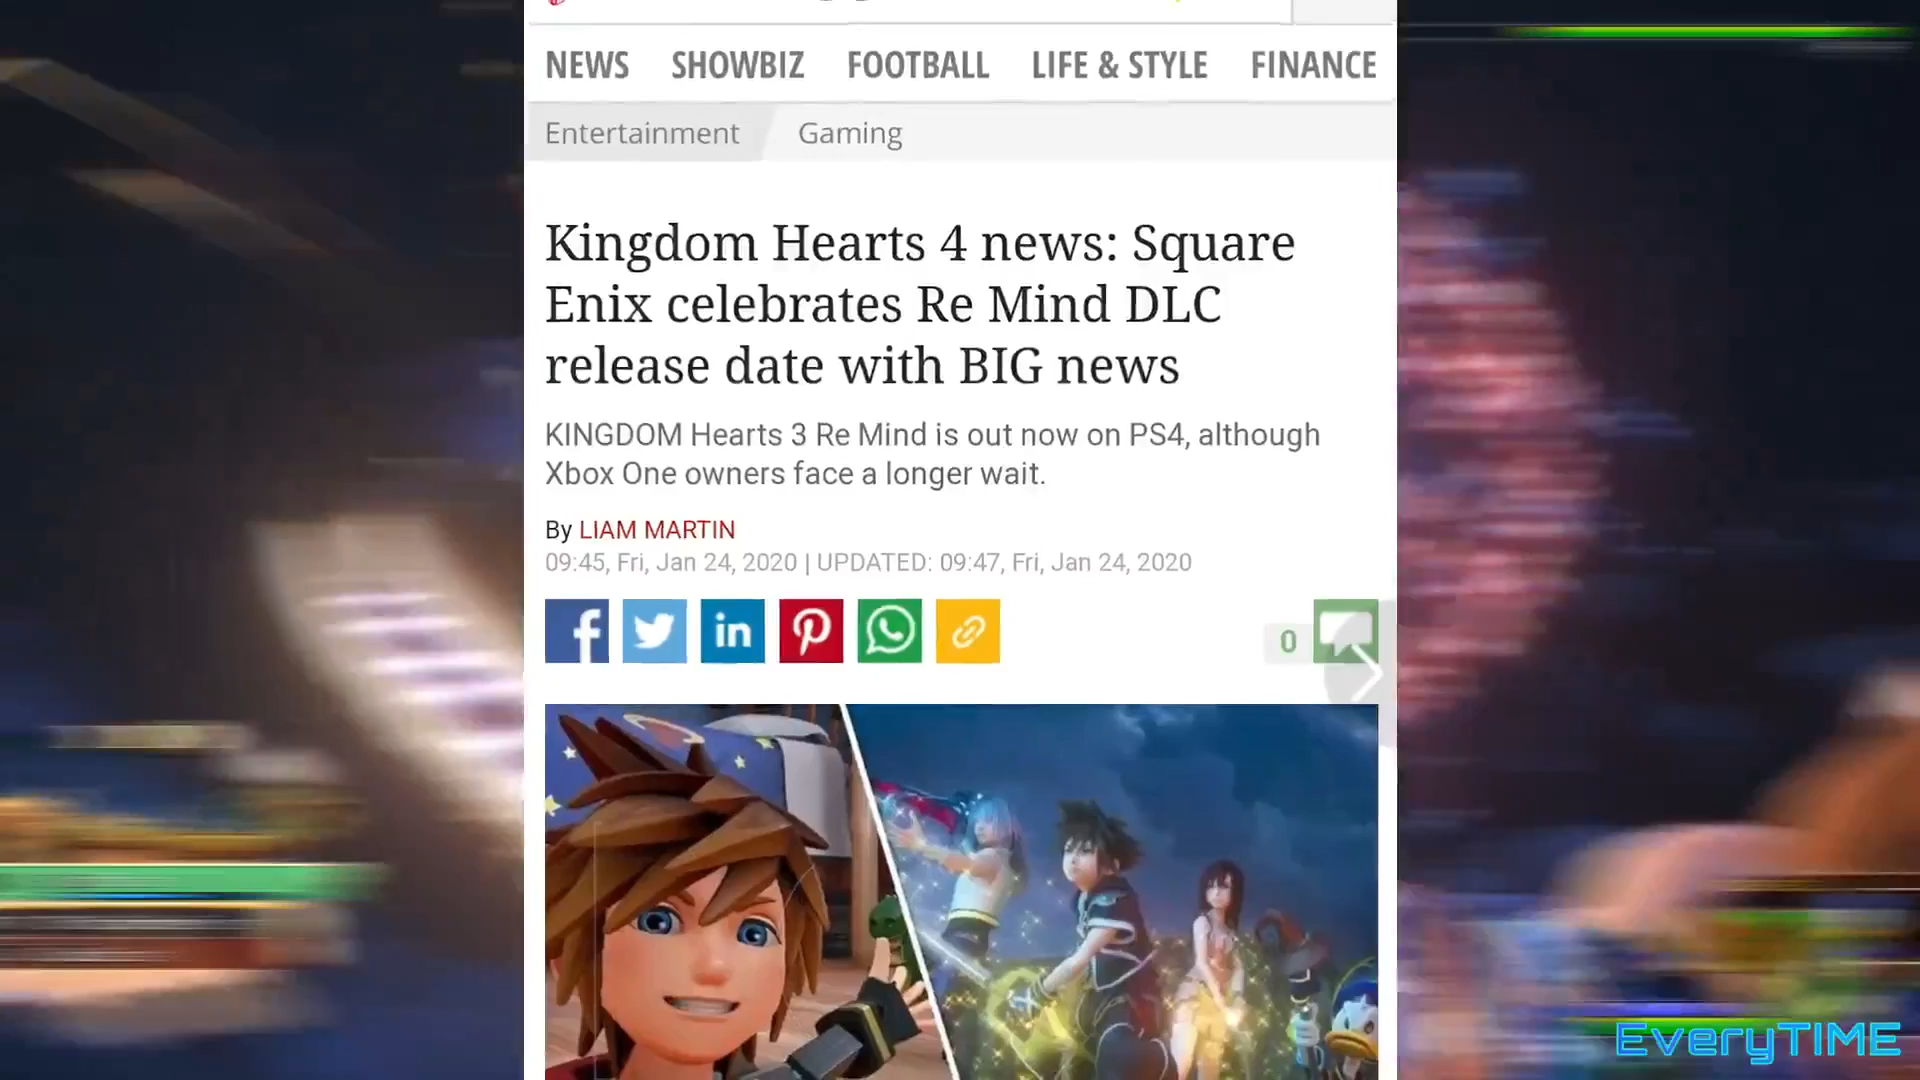 NEWS SHOWBIZ FOOTBALL LIFE & STYLE FINANCE
Entertainment Gaming
Kingdom Hearts 4 news: Square
Enix celebrates Re Mind DLC
release date with BIG news
KINGDOM Hearts 3 Re Mind is out now on PS4, although
Xbox One owners face a longer wait.
By LIAM MARTIN
09:45, Fri, Jan 24, 2020 | UPDATED: 09:47, Fri, Jan 24, 2020
0
EveryTIME